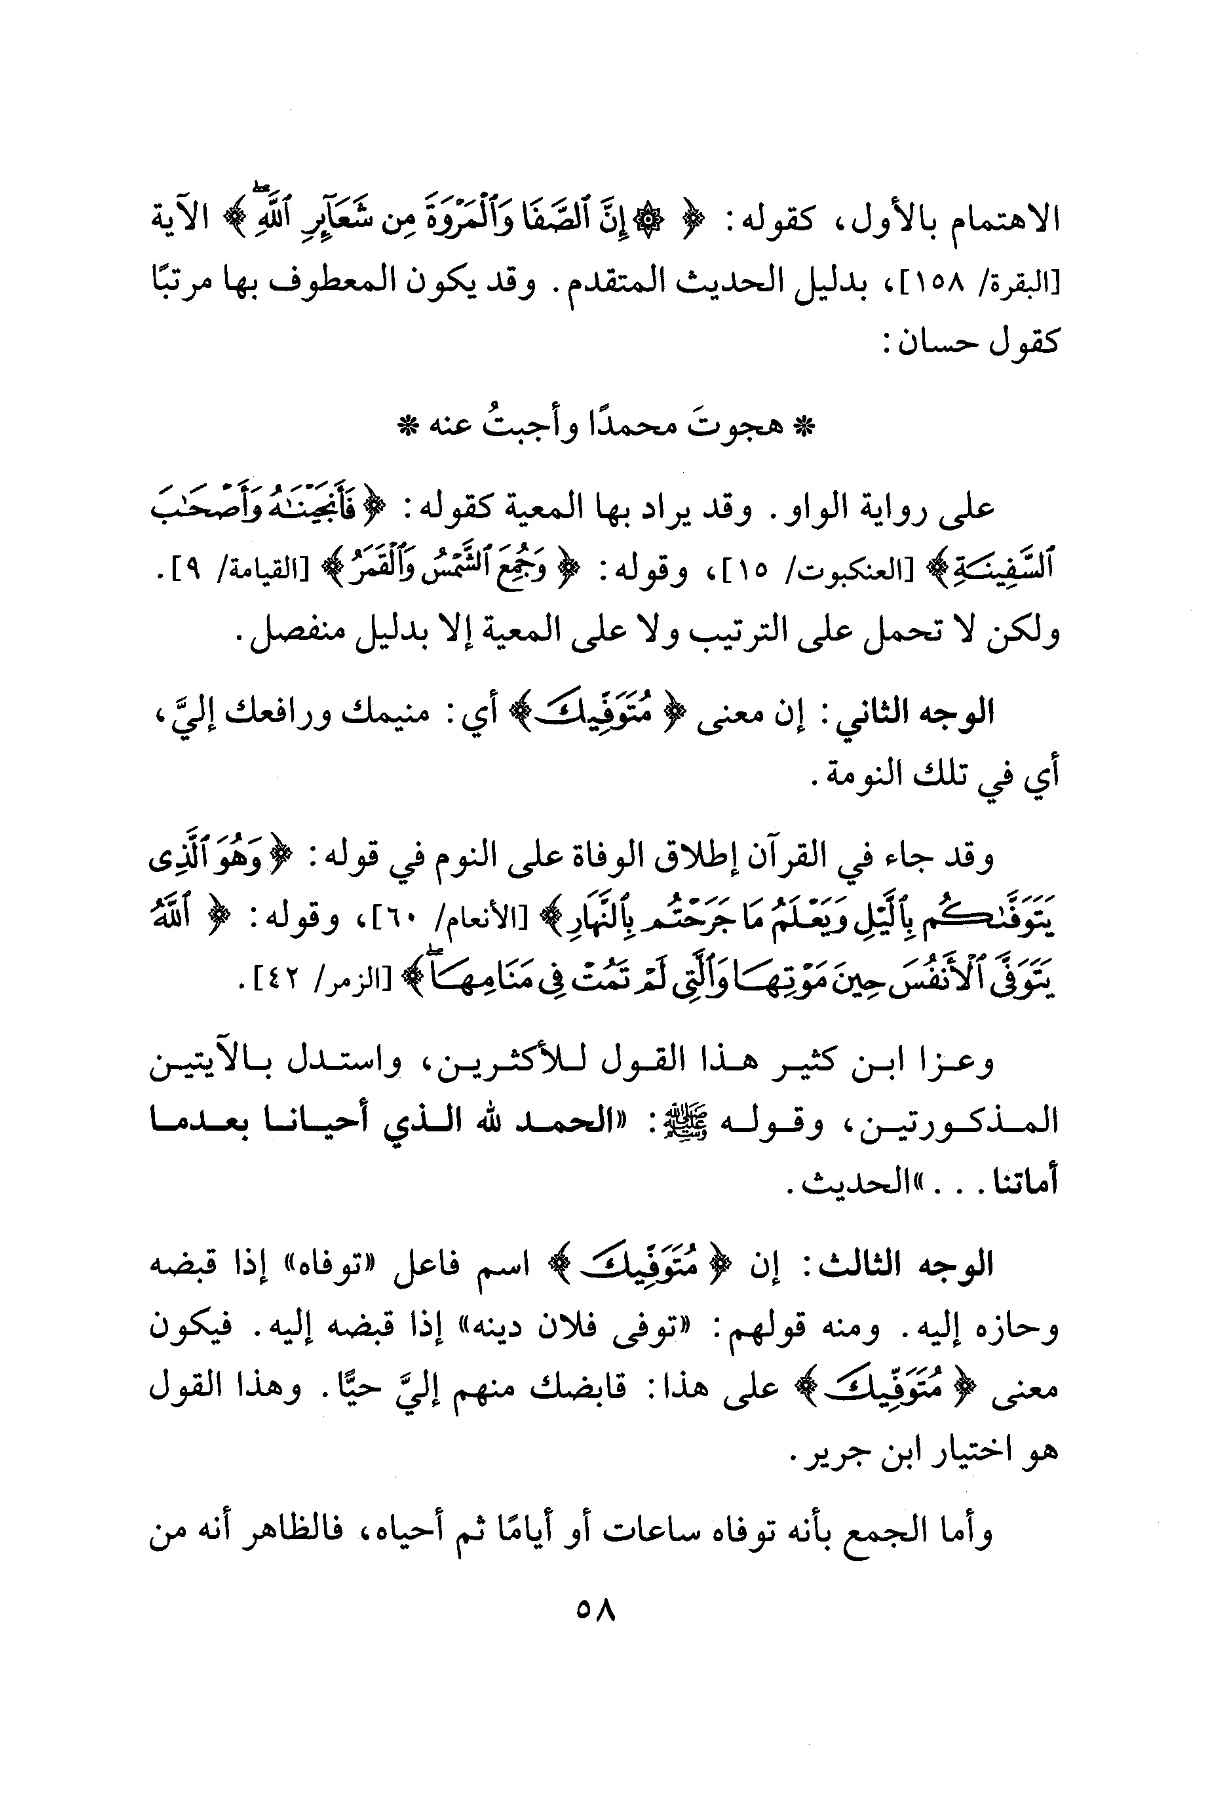 الاهتمام بالأول، كقوله: ﴿ ۞ إِنَّ ٱلصَّفَا وَٱلْمَرْوَةَ مِن شَعَآئِرِ ٱللَّهِۖ ﴾ الآية
[البقرة/ ١٥٨]، بدليل الحديث المتقدم. وقد يكون المعطوف بها مرتبًا
كقول حسان:
* هجوتَ محمدًا وأجبتُ عنه *
على رواية الواو. وقد يراد بها المعية كقوله: ﴿ فَأَنجَيْنَٰهُ وَأَصْحَٰبَ
ٱلسَّفِينَةِ ﴾ [العنكبوت/ ١٥]، وقوله: ﴿ وَجُمِعَ ٱلشَّمْسُ وَٱلْقَمَرُ ﴾ [القيامة/ ٩].
ولكن لا تحمل على الترتيب ولا على المعية إلا بدليل منفصل.
الوجه الثاني: إن معنى ﴿ مُتَوَفِّيكَ ﴾ أي: منيمك ورافعك إليَّ،
أي في تلك النومة.
وقد جاء في القرآن إطلاق الوفاة على النوم في قوله: ﴿ وَهُوَ ٱلَّذِى
يَتَوَفَّىٰكُم بِٱلَّيْلِ وَيَعْلَمُ مَا جَرَحْتُم بِٱلنَّهَارِ ﴾ [الأنعام/ ٦٠]، وقوله: ﴿ ٱللَّهُ
يَتَوَفَّى ٱلْأَنفُسَ حِينَ مَوْتِهَا وَٱلَّتِى لَمْ تَمُتْ فِى مَنَامِهَاۖ ﴾ [الزمر/ ٤٢].
وعزا ابن كثير هذا القول للأكثرين، واستدل بالآيتين
المذكورتين، وقوله ﷺ: «الحمد لله الذي أحيانا بعدما
أماتنا...» الحديث.
الوجه الثالث: إن ﴿ مُتَوَفِّيكَ ﴾ اسم فاعل «توفاه» إذا قبضه
وحازه إليه. ومنه قولهم: «توفى فلان دينه» إذا قبضه إليه. فيكون
معنى ﴿ مُتَوَفِّيكَ ﴾ على هذا: قابضك منهم إليَّ حيًّا. وهذا القول
هو اختيار ابن جرير.
وأما الجمع بأنه توفاه ساعات أو أيامًا ثم أحياه، فالظاهر أنه من
٥٨